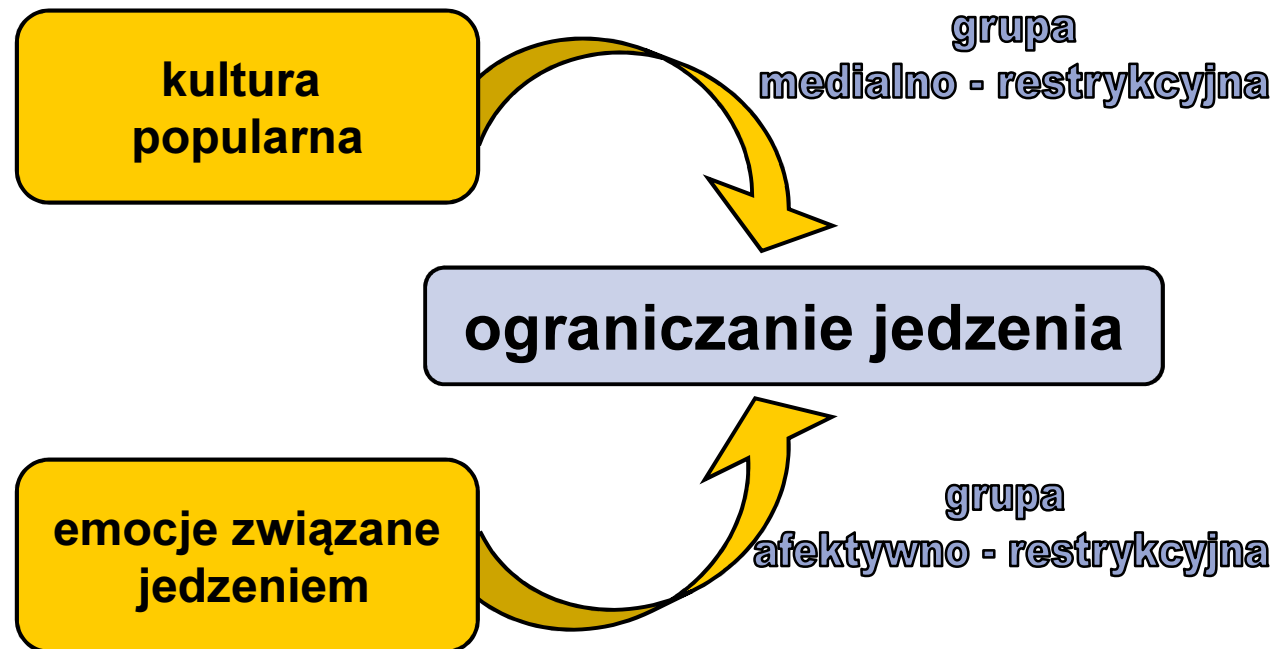 kultura
popularna
grupa
medialno - restrykcyjna
ograniczanie jedzenia
emocje związane
jedzeniem
grupa
afektywno - restrykcyjna